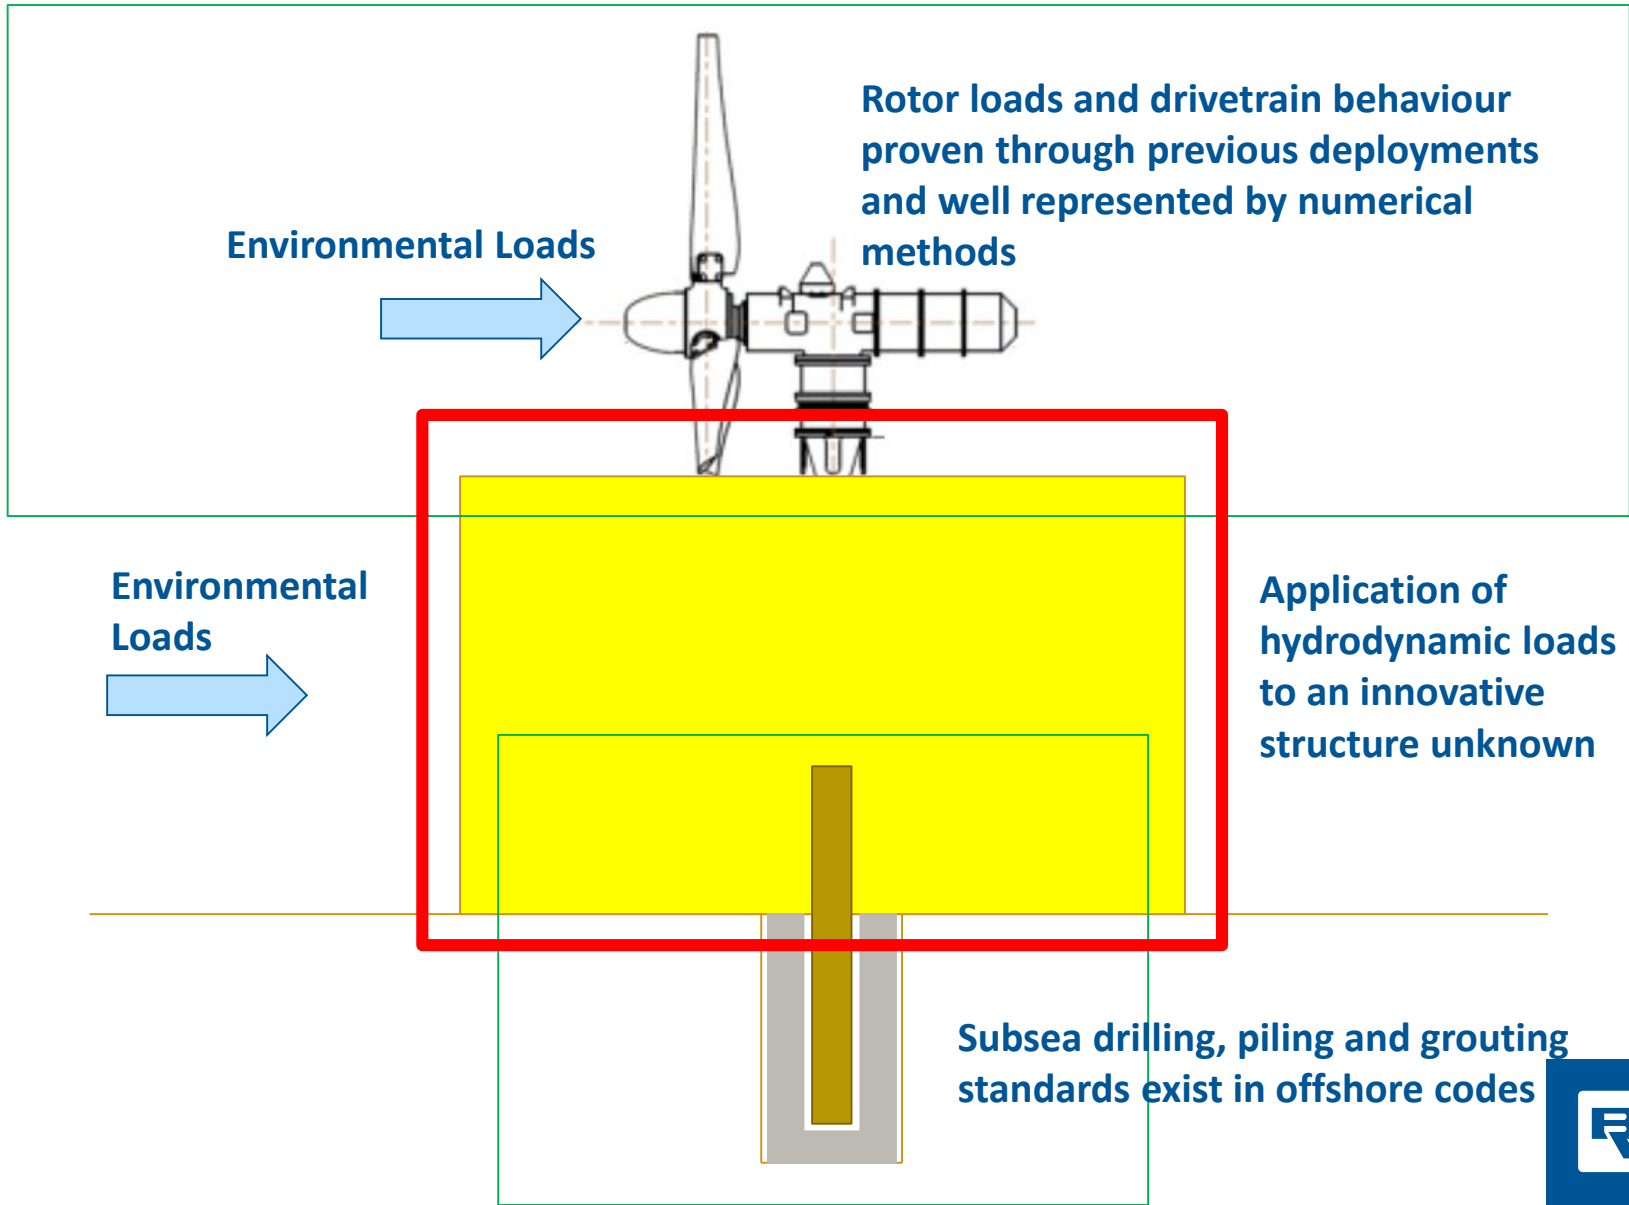 Rotor loads and drivetrain behaviour
proven through previous deployments
and well represented by numerical
methods
Environmental Loads
Environmental
Loads
Application of
hydrodynamic loads
to an innovative
structure unknown
Subsea drilling, piling and grouting
standards exist in offshore codes